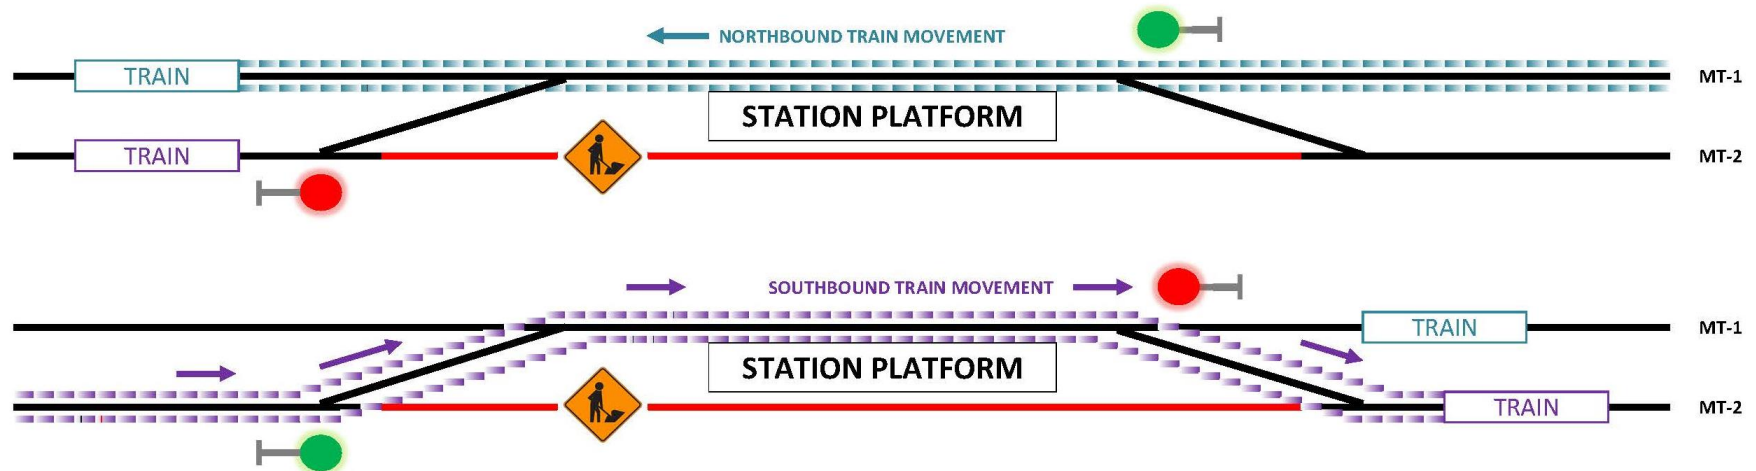 NORTHBOUND TRAIN MOVEMENT
TRAIN
MT-1
STATION PLATFORM
TRAIN
MT-2
SOUTHBOUND TRAIN MOVEMENT
TRAIN
MT-1
STATION PLATFORM
TRAIN
MT-2